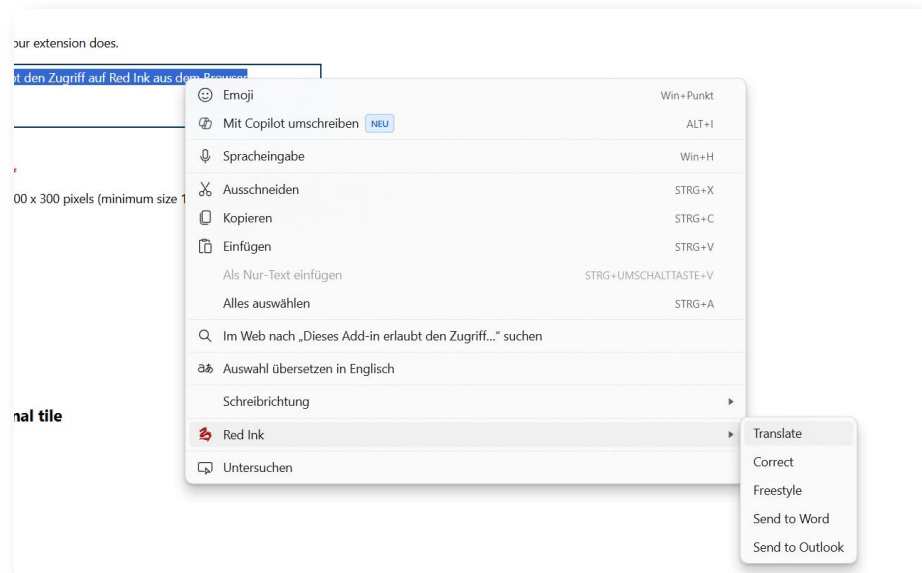 our extension does.
bt den Zugriff auf Red Ink aus dem Browser
*
00 x 300 pixels (minimum size 1
nal tile
Emoji Win+Punkt
Mit Copilot umschreiben NEU ALT+I
Spracheingabe Win+H
Ausschneiden STRG+X
Kopieren STRG+C
Einfügen STRG+V
Als Nur-Text einfügen STRG+UMSCHALTTASTE+V
Alles auswählen STRG+A
Im Web nach „Dieses Add-in erlaubt den Zugriff...“ suchen
Auswahl übersetzen in Englisch
Schreibrichtung
Red Ink
Untersuchen
Translate
Correct
Freestyle
Send to Word
Send to Outlook